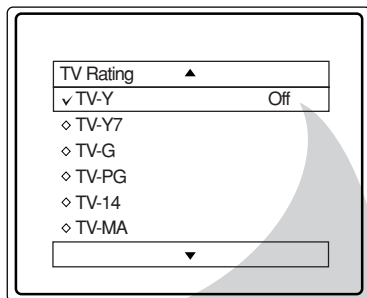 TV Rating ▲
✓ TV-Y Off
◇ TV-Y7
◇ TV-G
◇ TV-PG
◇ TV-14
◇ TV-MA
▼